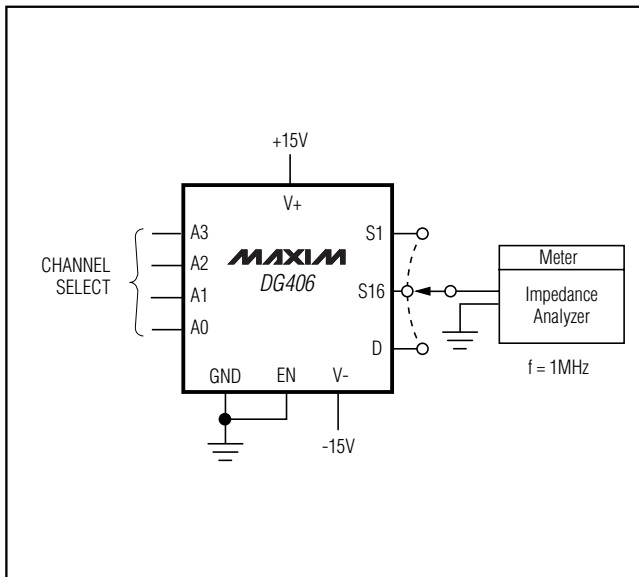 +15V
V+
A3
A2
A1
A0
CHANNEL
SELECT
MAXIM
DG406
S1
S16
D
GND
EN
V-
-15V
Meter
Impedance
Analyzer
f = 1MHz